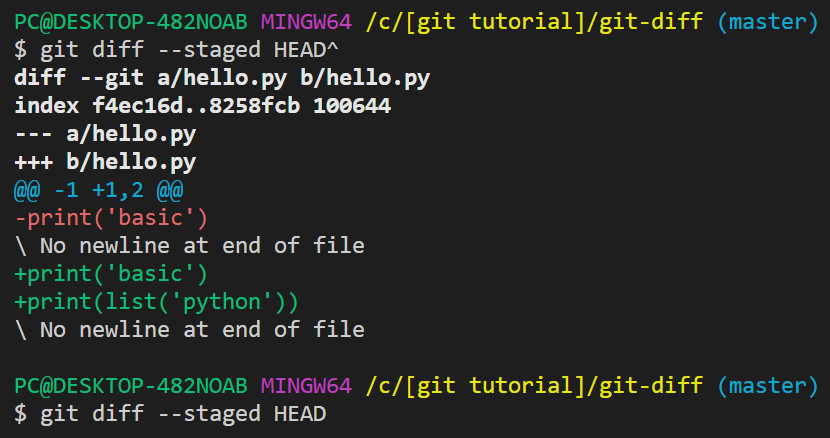 PC@DESKTOP-482NOAB MINGW64 /c/[git tutorial]/git-diff (master)
$ git diff --staged HEAD^
diff --git a/hello.py b/hello.py
index f4ec16d..8258fcb 100644
--- a/hello.py
+++ b/hello.py
@@ -1 +1,2 @@
-print('basic')
\ No newline at end of file
+print('basic')
+print(list('python'))
\ No newline at end of file
PC@DESKTOP-482NOAB MINGW64 /c/[git tutorial]/git-diff (master)
$ git diff --staged HEAD